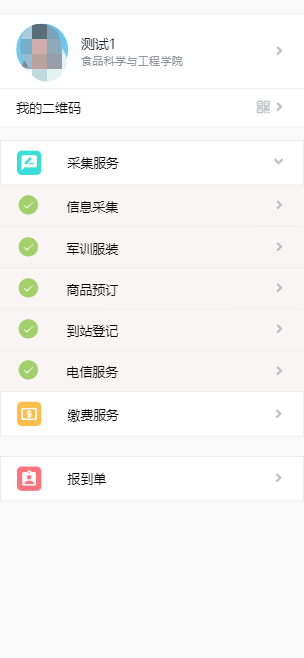 测试1
食品科学与工程学院
我的二维码
采集服务
信息采集
军训服装
商品预订
到站登记
电信服务
缴费服务
报到单